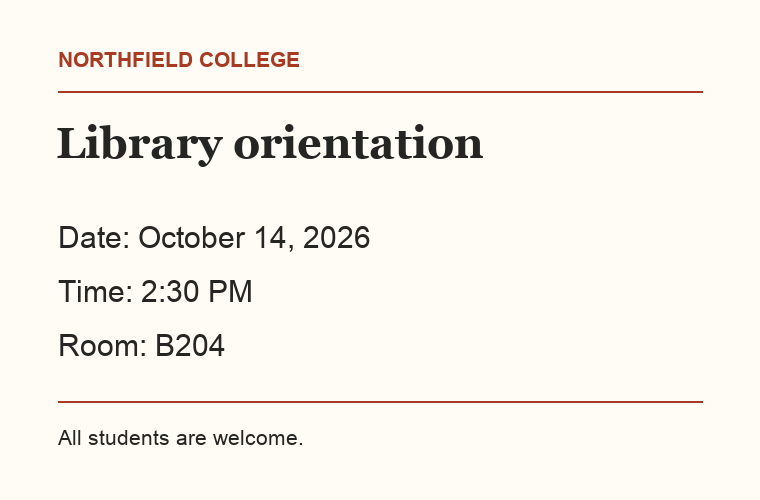 NORTHFIELD COLLEGE
Library orientation
Date: October 14, 2026
Time: 2:30 PM
Room: B204
All students are welcome.